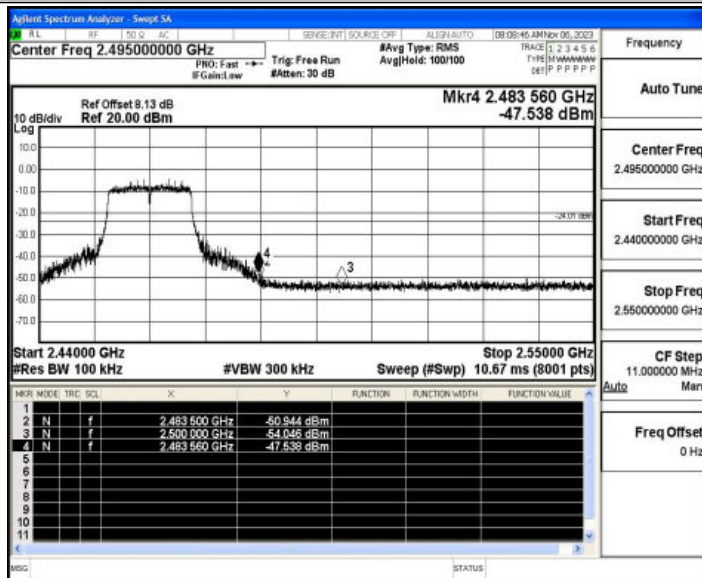 Agilent Spectrum Analyzer - Swept SA
RL RF 50 Ω AC SENSE:INT SOURCE OFF ALIGN AUTO 08:08:46 AM Nov 06, 2023
Center Freq 2.495000000 GHz
PNO: Fast
IFGain:Low
Trig: Free Run
#Atten: 30 dB
#Avg Type: RMS
Avg|Hold: 100/100
TRACE 1 2 3 4 5 6
TYPE MWWWWW
DET P P P P P P
Frequency
Auto Tune
Ref Offset 8.13 dB
Mkr4 2.483 560 GHz
10 dB/div Ref 20.00 dBm -47.538 dBm
Log
10.0
0.00
-10.0
-20.0
-30.0
-40.0
-50.0
-60.0
-70.0
-24.01 dBm
4
2
3
Center Freq
2.495000000 GHz
Start Freq
2.440000000 GHz
Stop Freq
2.550000000 GHz
Start 2.44000 GHz Stop 2.55000 GHz
#Res BW 100 kHz #VBW 300 kHz Sweep (#Swp) 10.67 ms (8001 pts)
CF Step
11.000000 MHz
Auto Man
MKR MODE TRC SCL X Y FUNCTION FUNCTION WIDTH FUNCTION VALUE
1
2 N f 2.483 500 GHz -50.944 dBm
3 N f 2.500 000 GHz -54.046 dBm
4 N f 2.483 560 GHz -47.538 dBm
5
6
7
8
9
10
11
Freq Offset
0 Hz
MSG STATUS